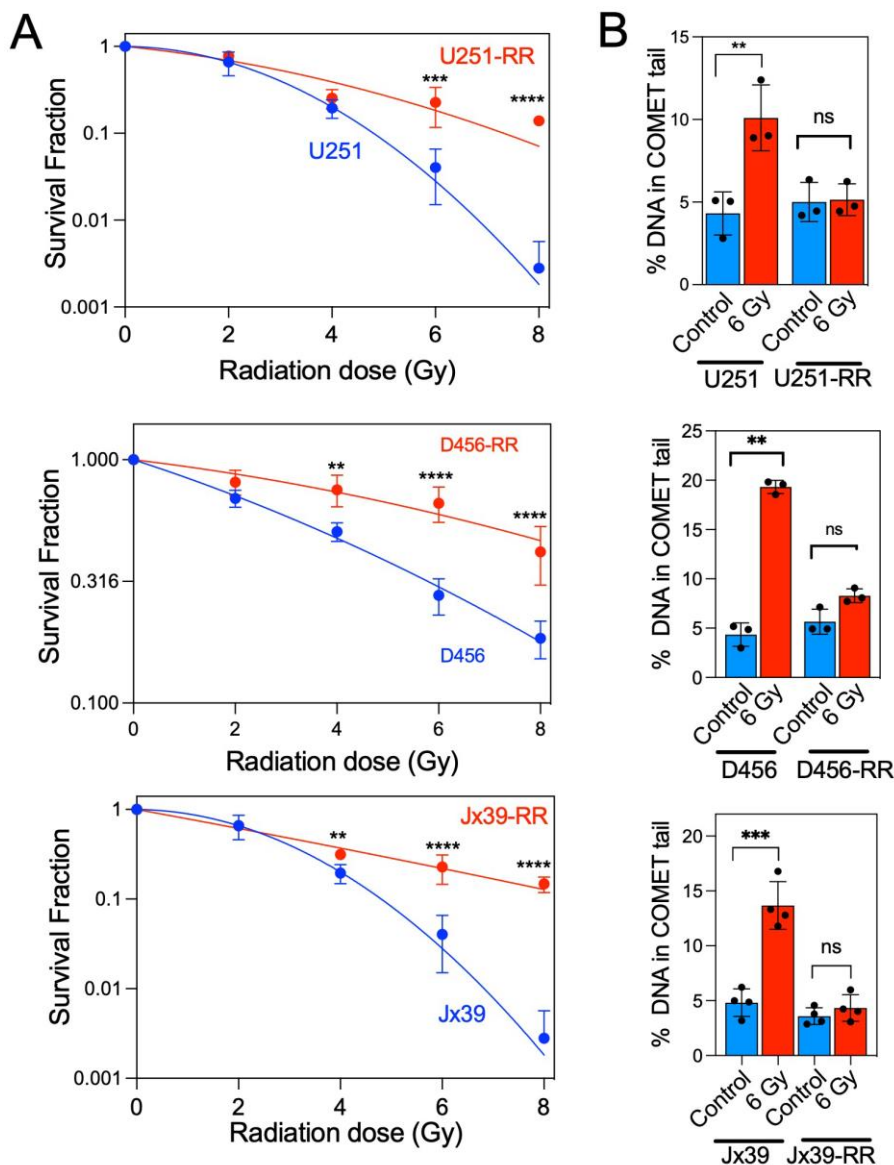 A
1
0.1
0.01
0.001
Survival Fraction
U251-RR
***
****
U251
0
2
4
6
8
Radiation dose (Gy)
B
15
10
5
0
% DNA in COMET tail
**
ns
Control
6 Gy
Control
6 Gy
U251
U251-RR
1.000
0.316
0.100
Survival Fraction
D456-RR
**
****
****
D456
0
2
4
6
8
Radiation dose (Gy)
25
20
15
10
5
0
% DNA in COMET tail
**
ns
Control
6 Gy
Control
6 Gy
D456
D456-RR
1
0.1
0.01
0.001
Survival Fraction
Jx39-RR
**
****
****
Jx39
0
2
4
6
8
Radiation dose (Gy)
20
15
10
5
0
% DNA in COMET tail
***
ns
Control
6 Gy
Control
6 Gy
Jx39
Jx39-RR